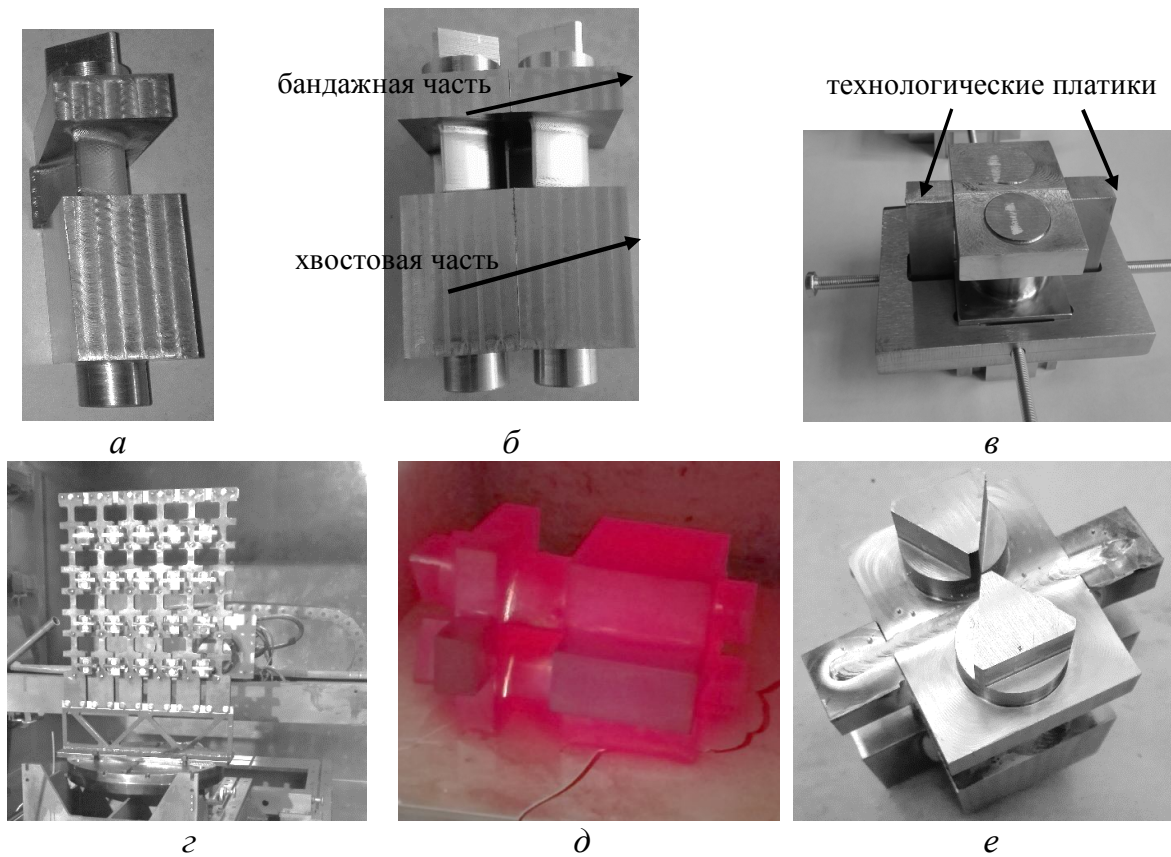 бандажная часть
технологические платики
хвостовая часть
а
б
в
г
д
е